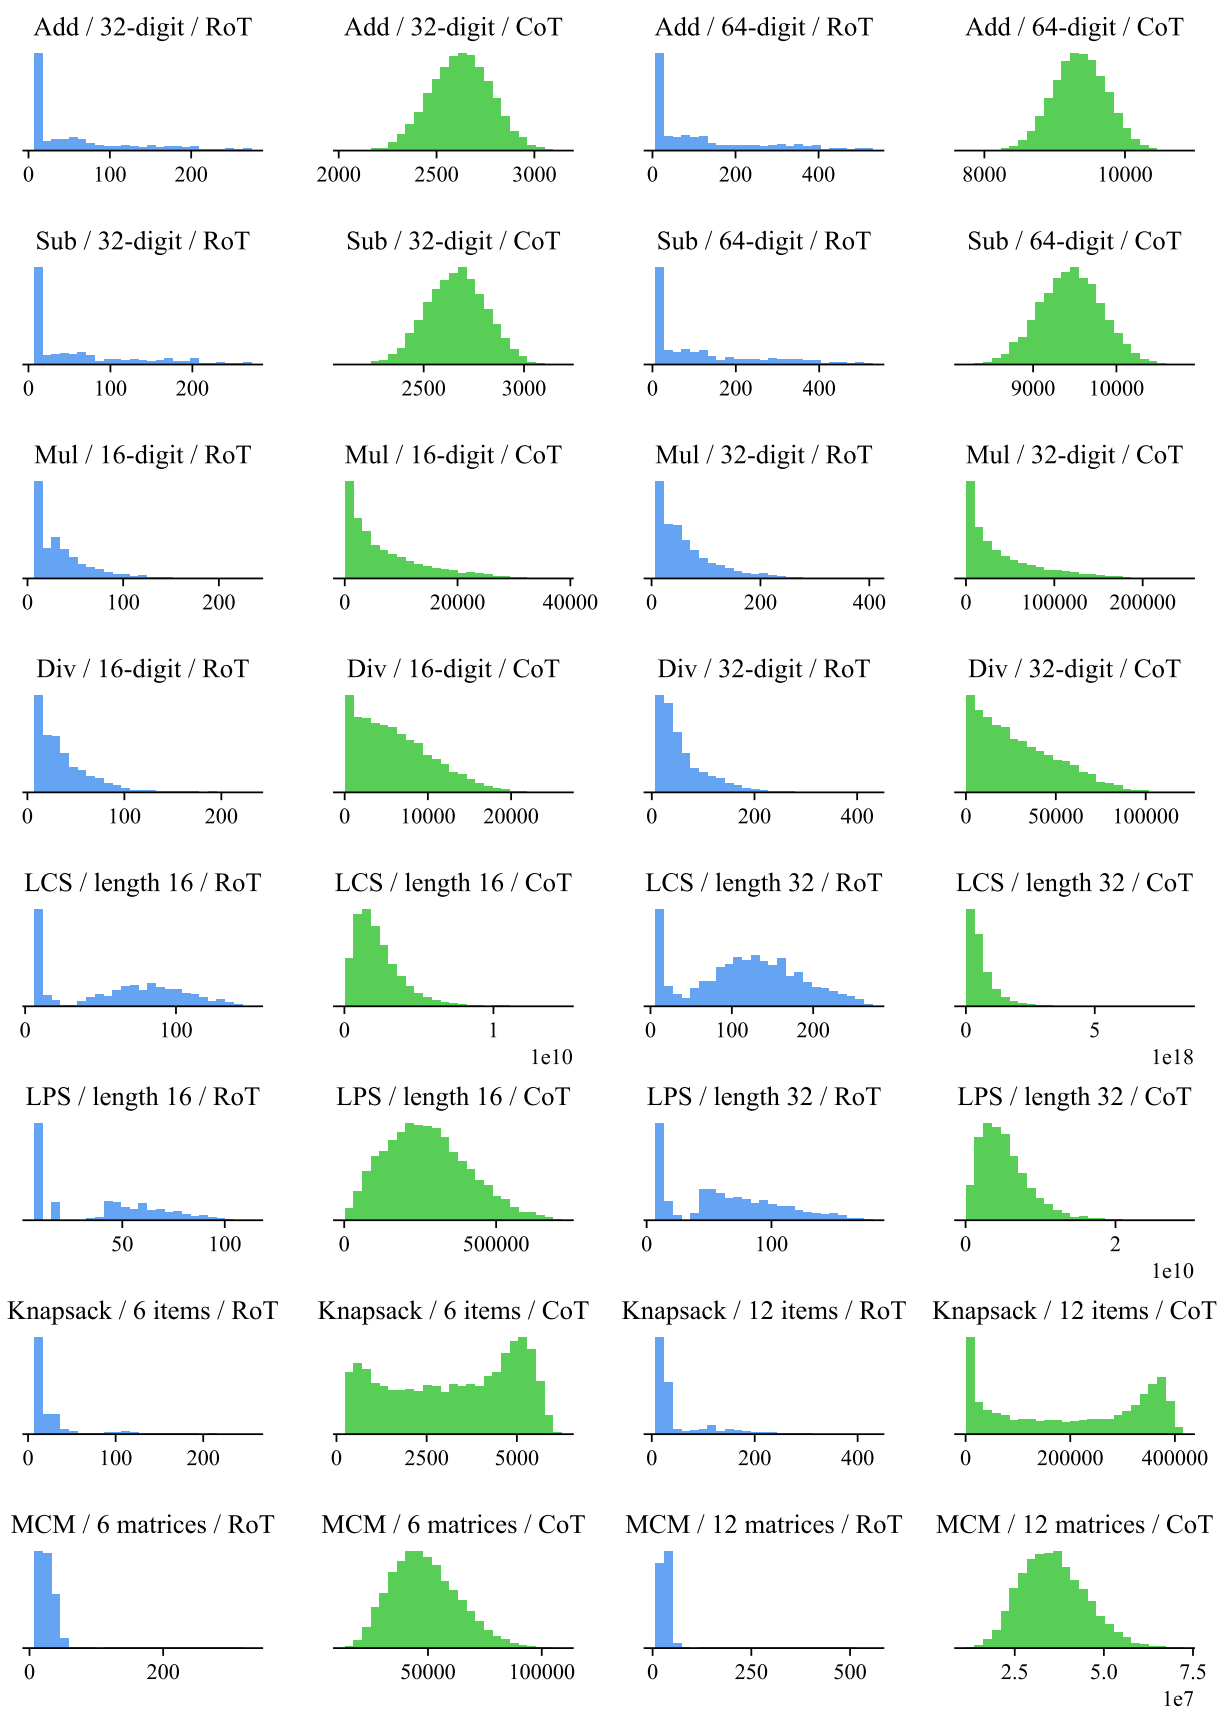 Add / 32-digit / RoT
Add / 32-digit / CoT
Add / 64-digit / RoT
Add / 64-digit / CoT
0 100 200
2000 2500 3000
0 200 400
8000 10000
Sub / 32-digit / RoT
Sub / 32-digit / CoT
Sub / 64-digit / RoT
Sub / 64-digit / CoT
0 100 200
2500 3000
0 200 400
9000 10000
Mul / 16-digit / RoT
Mul / 16-digit / CoT
Mul / 32-digit / RoT
Mul / 32-digit / CoT
0 100 200
0 20000 40000
0 200 400
0 100000 200000
Div / 16-digit / RoT
Div / 16-digit / CoT
Div / 32-digit / RoT
Div / 32-digit / CoT
0 100 200
0 10000 20000
0 200 400
0 50000 100000
LCS / length 16 / RoT
LCS / length 16 / CoT
LCS / length 32 / RoT
LCS / length 32 / CoT
0 100
0 1
1e10
0 100 200
0 5
1e18
LPS / length 16 / RoT
LPS / length 16 / CoT
LPS / length 32 / RoT
LPS / length 32 / CoT
50 100
0 500000
0 100
0 2
1e10
Knapsack / 6 items / RoT
Knapsack / 6 items / CoT
Knapsack / 12 items / RoT
Knapsack / 12 items / CoT
0 100 200
0 2500 5000
0 200 400
0 200000 400000
MCM / 6 matrices / RoT
MCM / 6 matrices / CoT
MCM / 12 matrices / RoT
MCM / 12 matrices / CoT
0 200
50000 100000
0 250 500
2.5 5.0 7.5
1e7